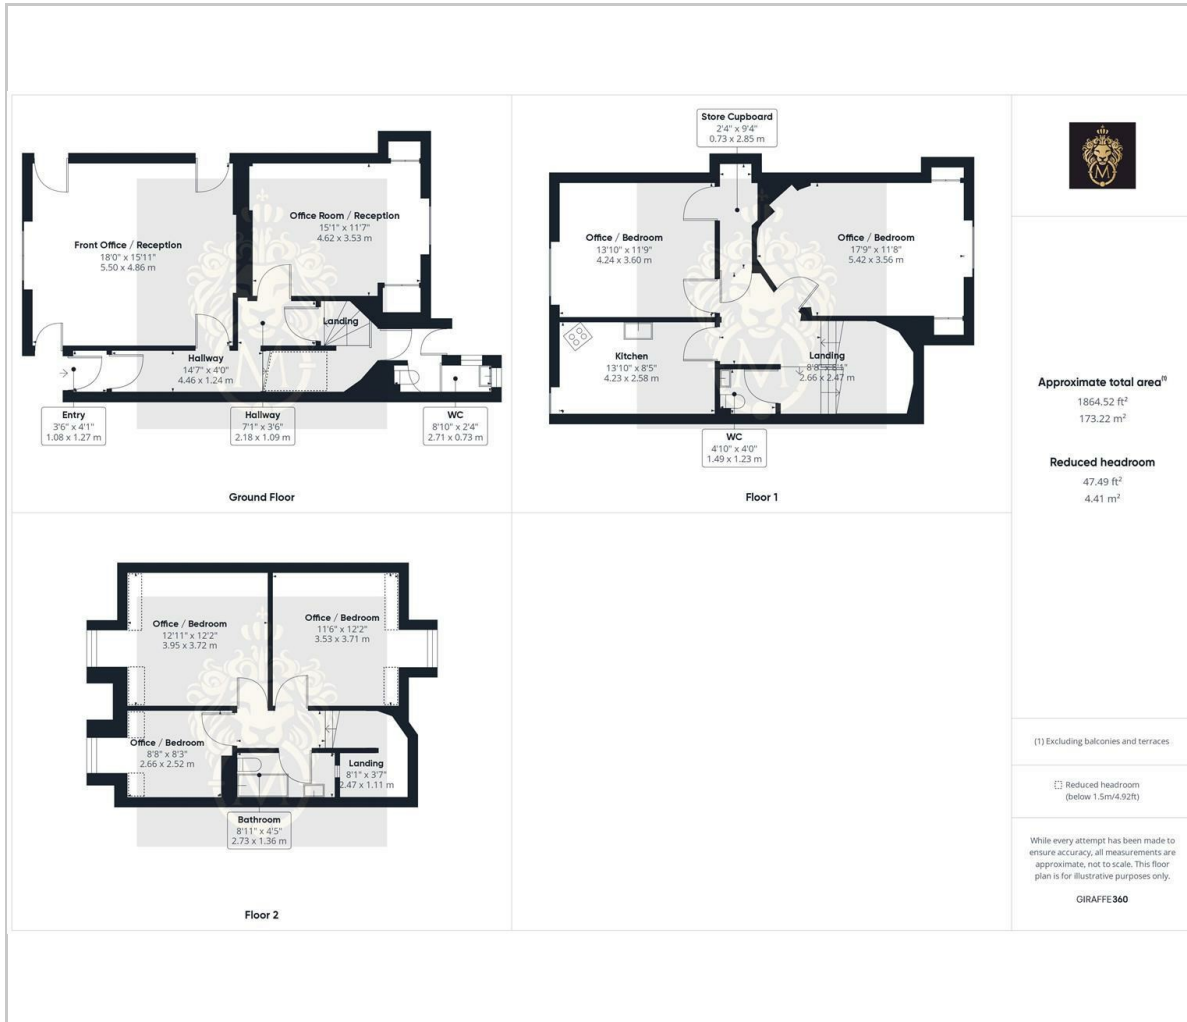 Front Office / Reception
18'0" x 15'11"
5.50 x 4.86 m
Office Room / Reception
15'1" x 11'7"
4.62 x 3.53 m
Landing
Hallway
14'7" x 4'0"
4.46 x 1.24 m
Entry
3'6" x 4'1"
1.08 x 1.27 m
Hallway
7'1" x 3'6"
2.18 x 1.09 m
WC
8'10" x 2'4"
2.71 x 0.73 m
Ground Floor
Store Cupboard
2'4" x 9'4"
0.73 x 2.85 m
Office / Bedroom
13'10" x 11'9"
4.24 x 3.60 m
Office / Bedroom
17'9" x 11'8"
5.42 x 3.56 m
Kitchen
13'10" x 8'5"
4.23 x 2.58 m
Landing
8'8" x 8'1"
2.66 x 2.47 m
WC
4'10" x 4'0"
1.49 x 1.23 m
Floor 1
Office / Bedroom
12'11" x 12'2"
3.95 x 3.72 m
Office / Bedroom
11'6" x 12'2"
3.53 x 3.71 m
Office / Bedroom
8'8" x 8'3"
2.66 x 2.52 m
Landing
8'1" x 3'7"
2.47 x 1.11 m
Bathroom
8'11" x 4'5"
2.73 x 1.36 m
Floor 2
M
Approximate total area⁽¹⁾
1864.52 ft²
173.22 m²
Reduced headroom
47.49 ft²
4.41 m²
(1) Excluding balconies and terraces
Reduced headroom
(below 1.5m/4.92ft)
While every attempt has been made to
ensure accuracy, all measurements are
approximate, not to scale. This floor
plan is for illustrative purposes only.
GIRAFFE360